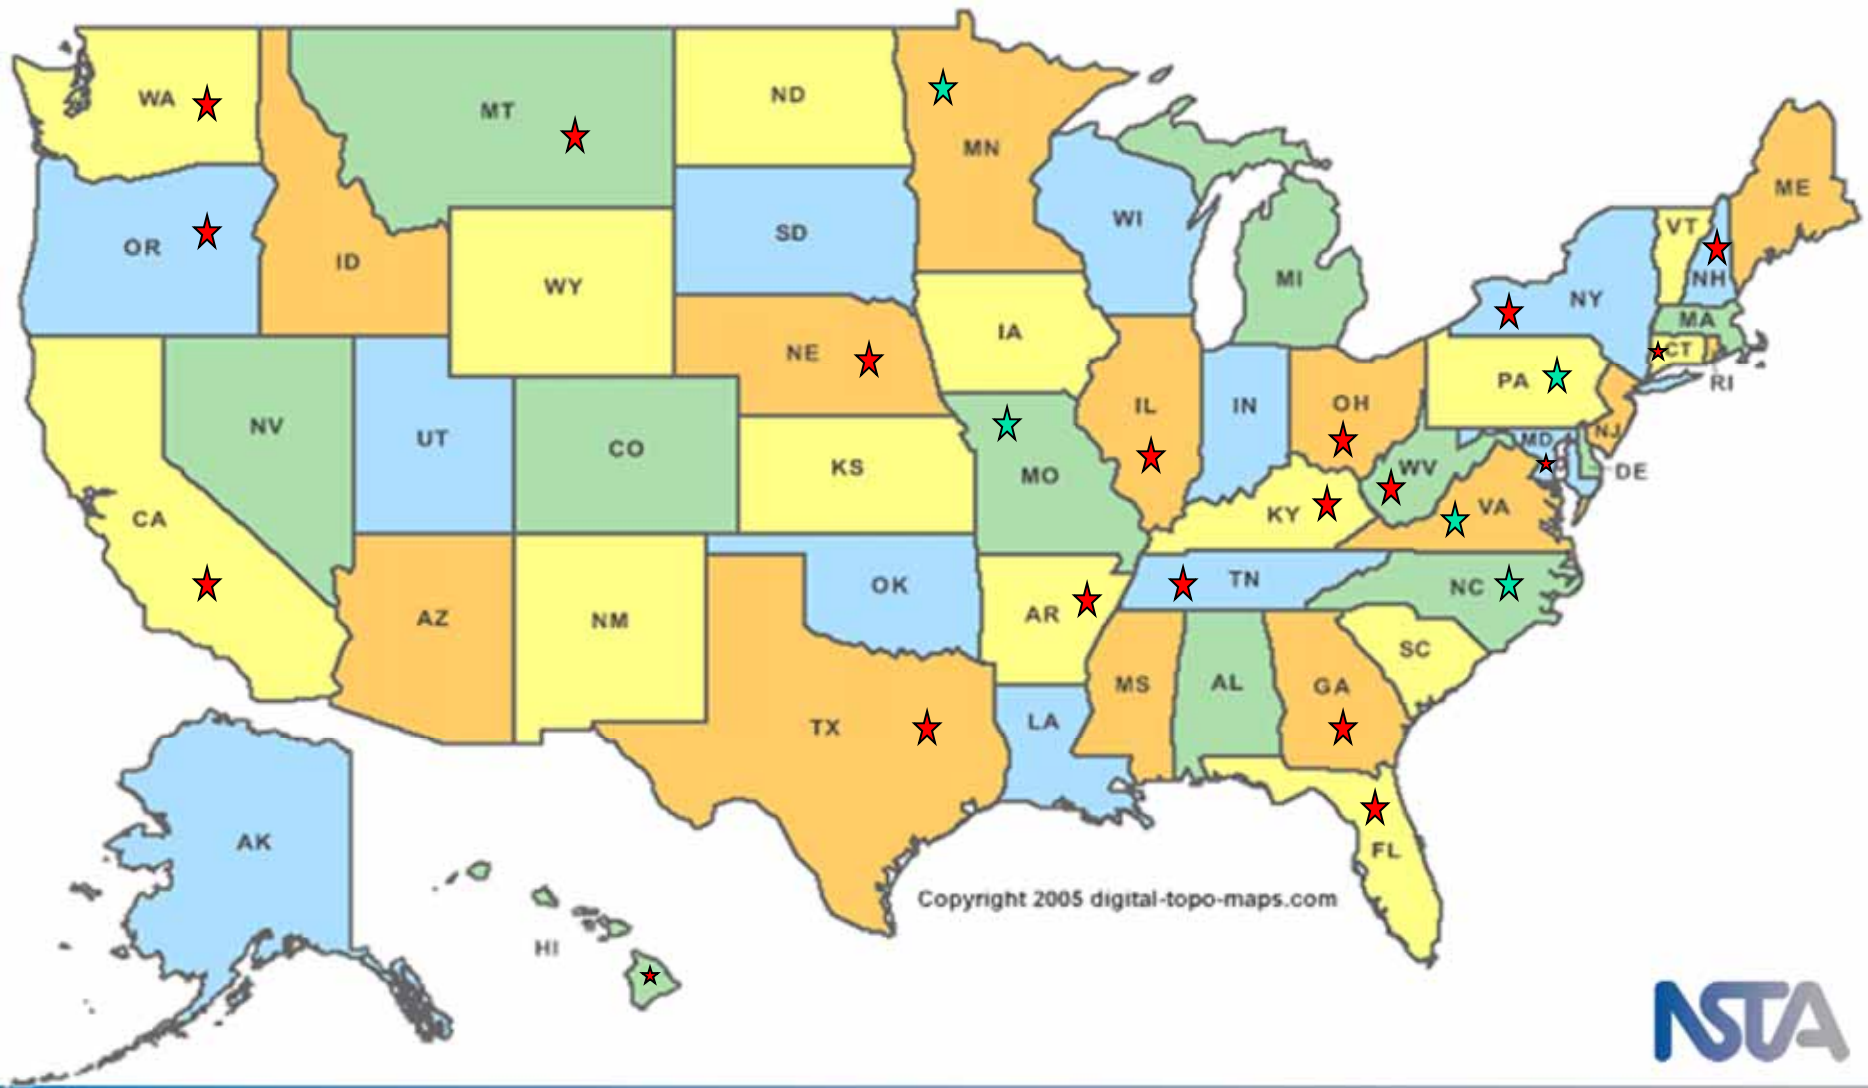 WA
MT
ND
MN
OR
ID
WY
SD
WI
MI
ME
VT
NH
NY
MA
CT
RI
NV
UT
CO
NE
IA
KS
MO
IL
IN
OH
PA
NJ
MD
DE
WV
VA
KY
CA
AZ
NM
OK
AR
TN
NC
SC
TX
LA
MS
AL
GA
FL
AK
HI
Copyright 2005 digital-topo-maps.com
NSTA